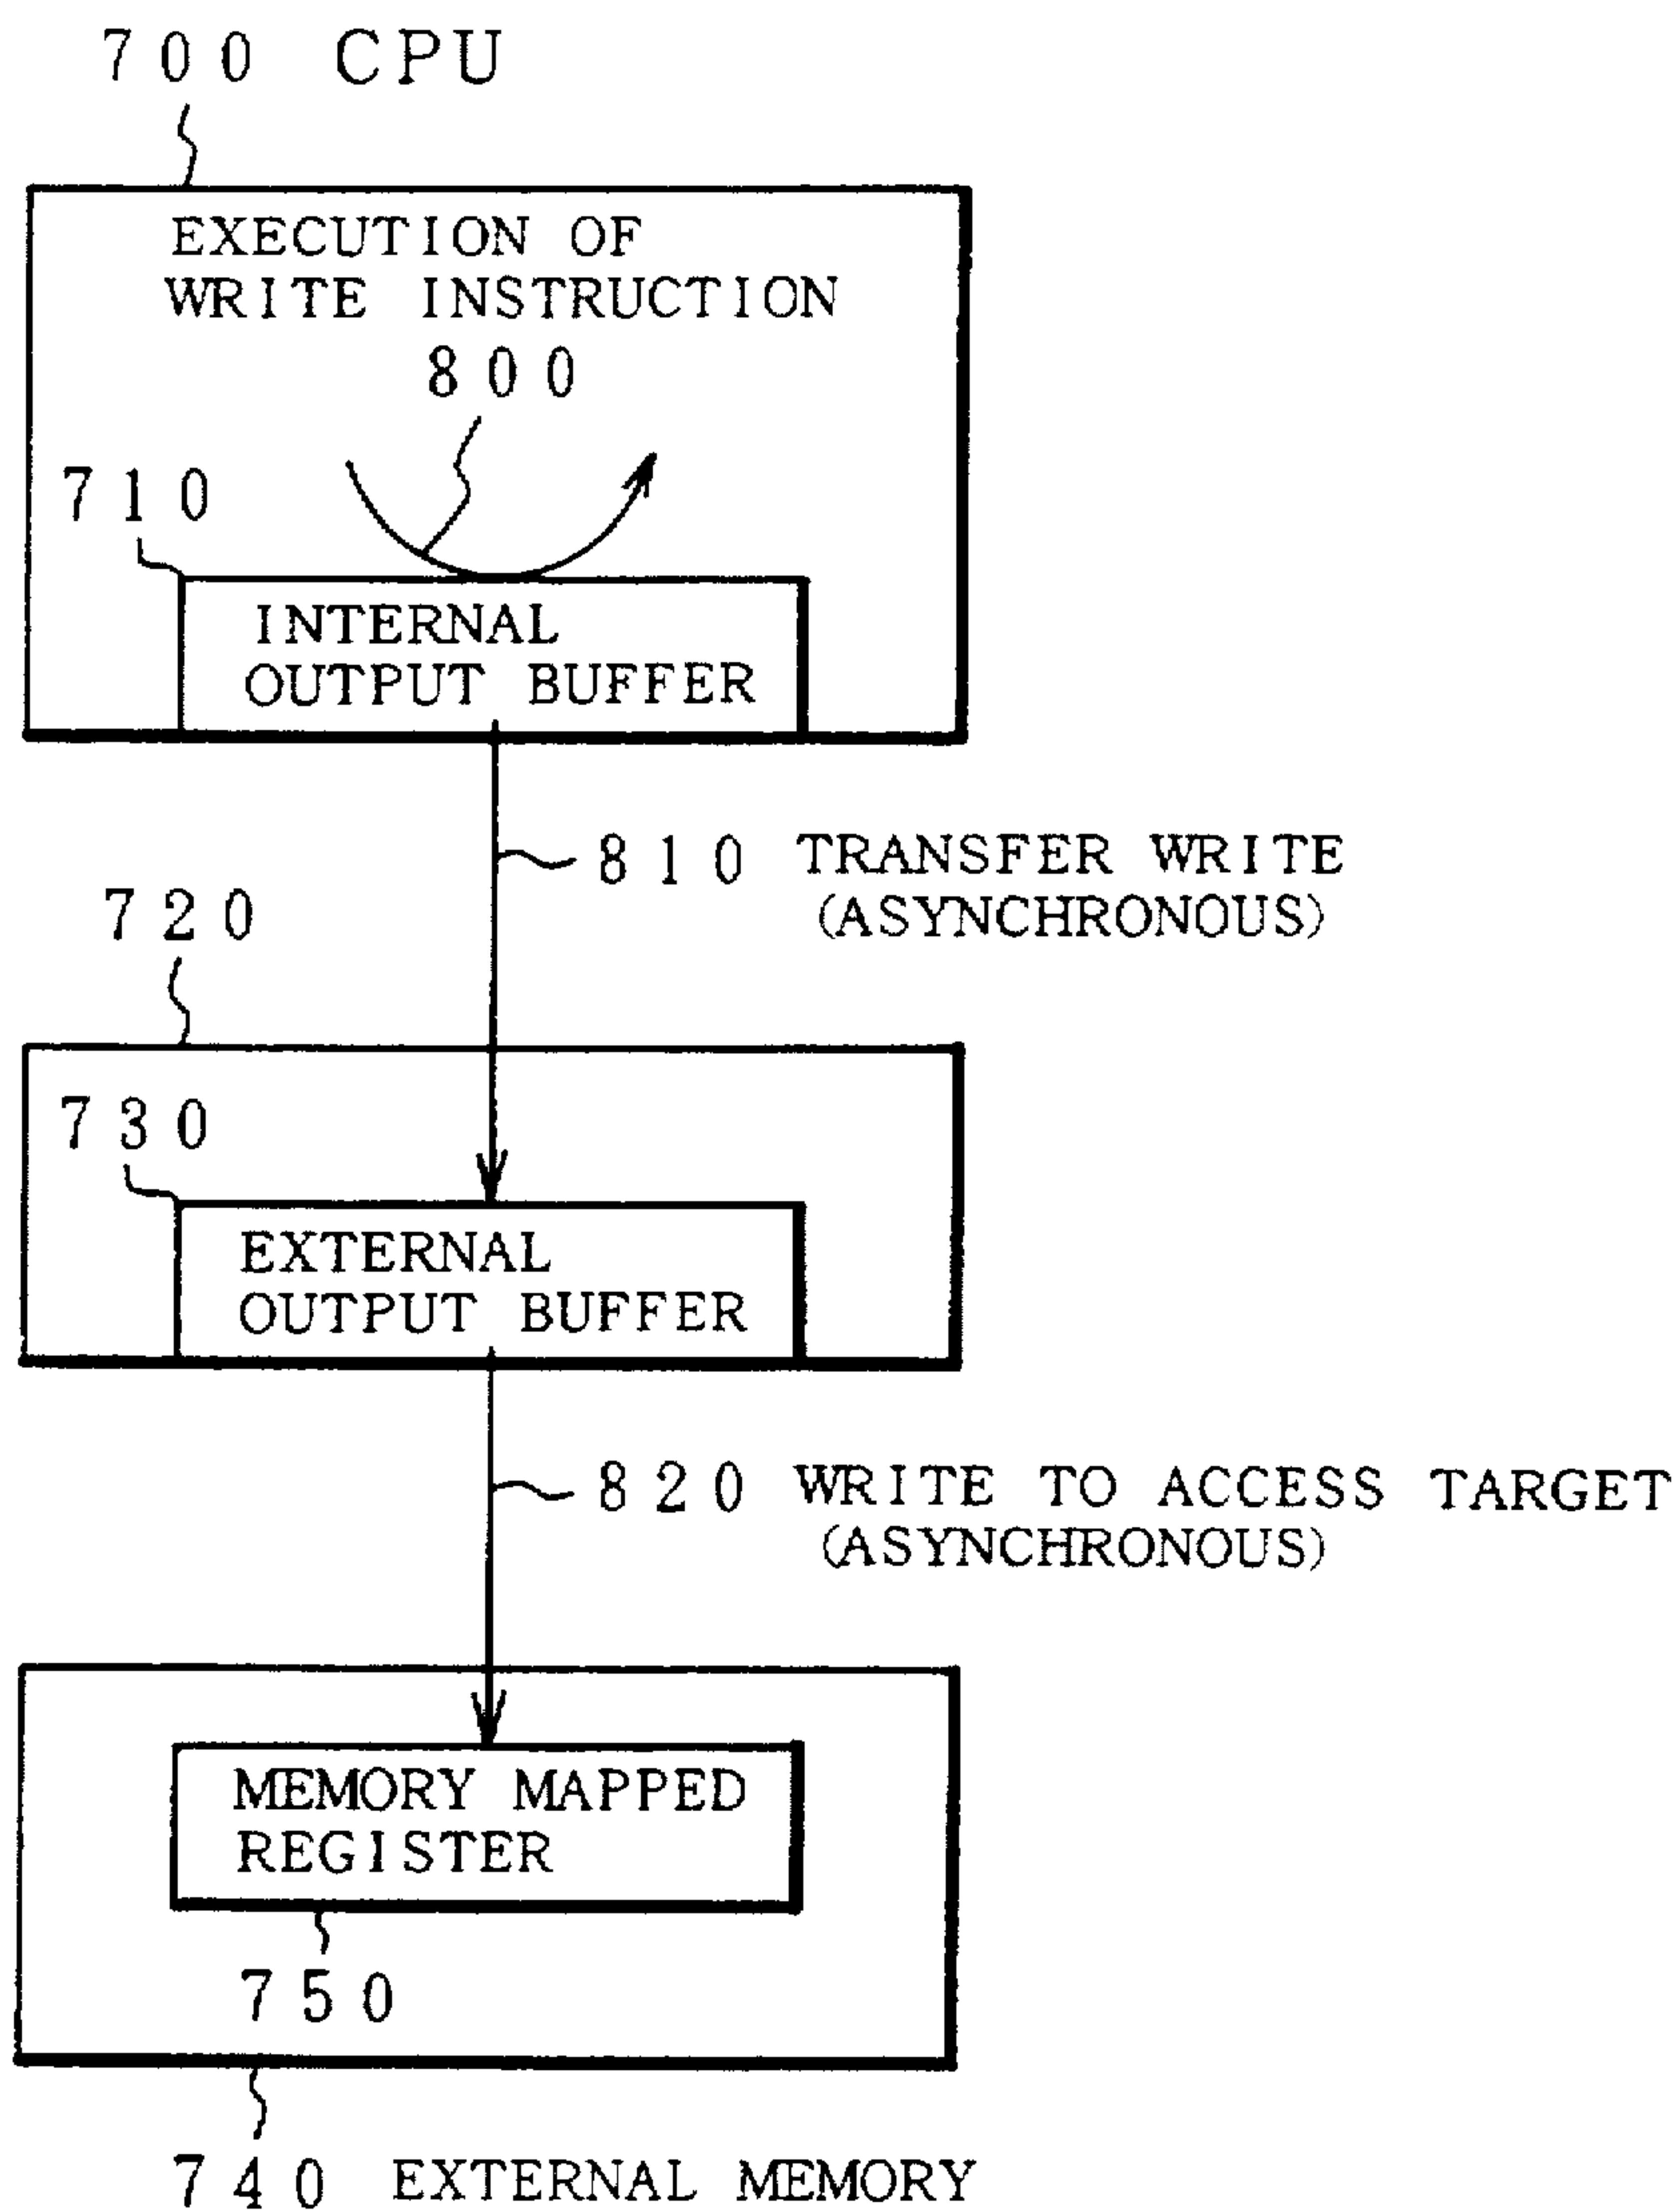 700 CPU
EXECUTION OF
WRITE INSTRUCTION
800
710
INTERNAL
OUTPUT BUFFER
810 TRANSFER WRITE
(ASYNCHRONOUS)
720
730
EXTERNAL
OUTPUT BUFFER
820 WRITE TO ACCESS TARGET
(ASYNCHRONOUS)
MEMORY MAPPED
REGISTER
750
740 EXTERNAL MEMORY